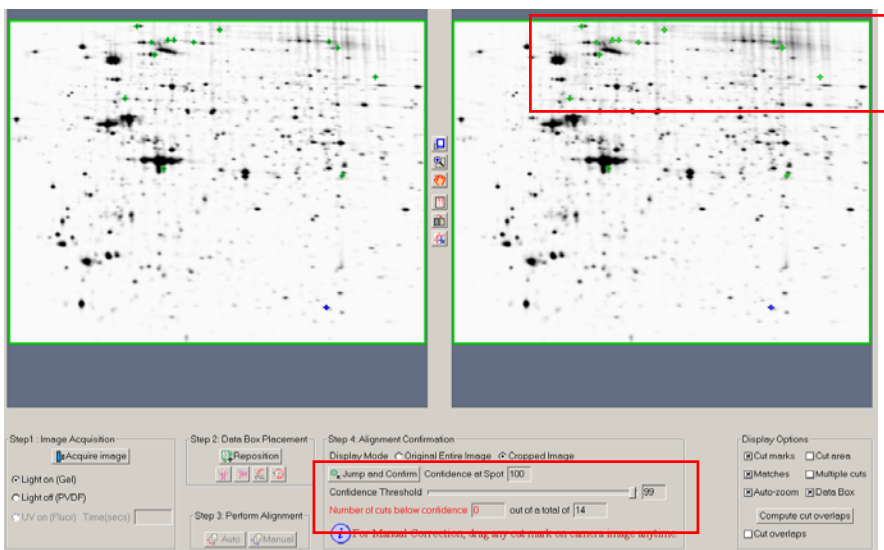 Step1 : Image Acquisition
Acquire image
Light on (Gel)
Light off (PVDF)
UV on (Fluor) Time(secs)
Step 2: Data Box Placement
Reposition
Step 3: Perform Alignment
Auto Manual
Step 4: Alignment Confirmation
Display Mode Original Entire Image Cropped Image
Jump and Confirm Confidence at Spot 100
Confidence Threshold 99
Number of cuts below confidence 0 out of a total of 14
For Manual Correction, drag any cut mark on camera image anytime.
Display Options
Cut marks Cut area
Matches Multiple cuts
Auto-zoom Data Box
Compute cut overlaps
Cut overlaps